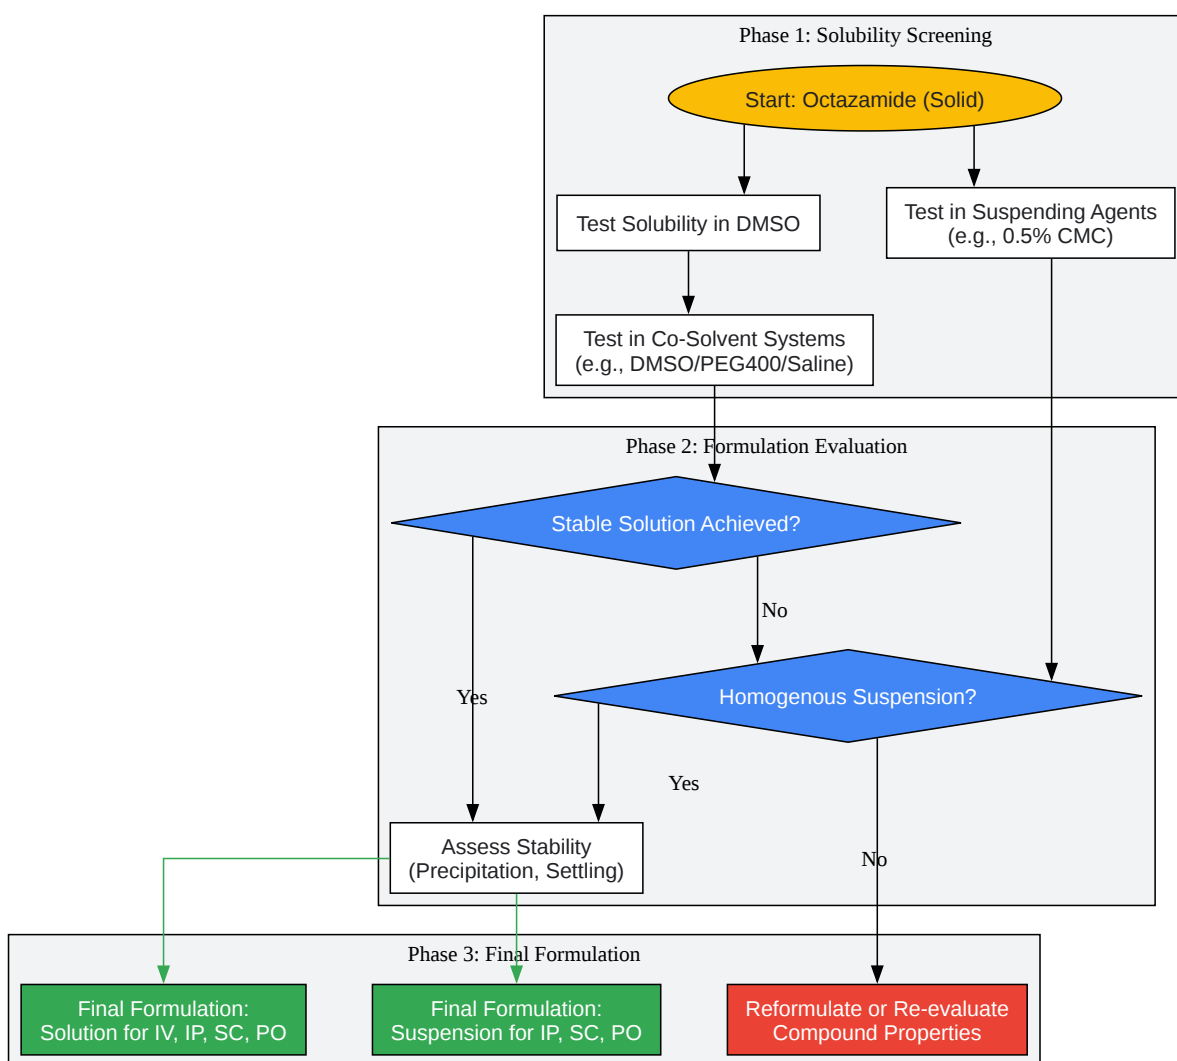 Phase 1: Solubility Screening
Start: Octazamide (Solid)
Test Solubility in DMSO
Test in Suspending Agents
(e.g., 0.5% CMC)
Test in Co-Solvent Systems
(e.g., DMSO/PEG400/Saline)
Phase 2: Formulation Evaluation
Stable Solution Achieved?
No
Homogenous Suspension?
Yes
Yes
Assess Stability
(Precipitation, Settling)
No
Phase 3: Final Formulation
Final Formulation:
Solution for IV, IP, SC, PO
Final Formulation:
Suspension for IP, SC, PO
Reformulate or Re-evaluate
Compound Properties